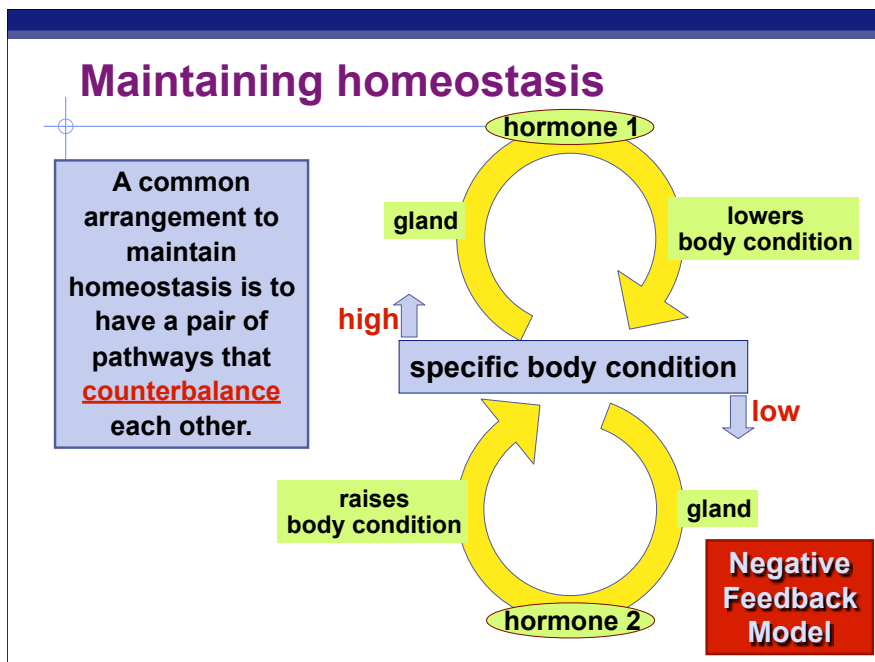 Maintaining homeostasis
A common
arrangement to
maintain
homeostasis is to
have a pair of
pathways that
counterbalance
each other.
hormone 1
gland
lowers
body condition
high
specific body condition
low
raises
body condition
gland
hormone 2
Negative
Feedback
Model